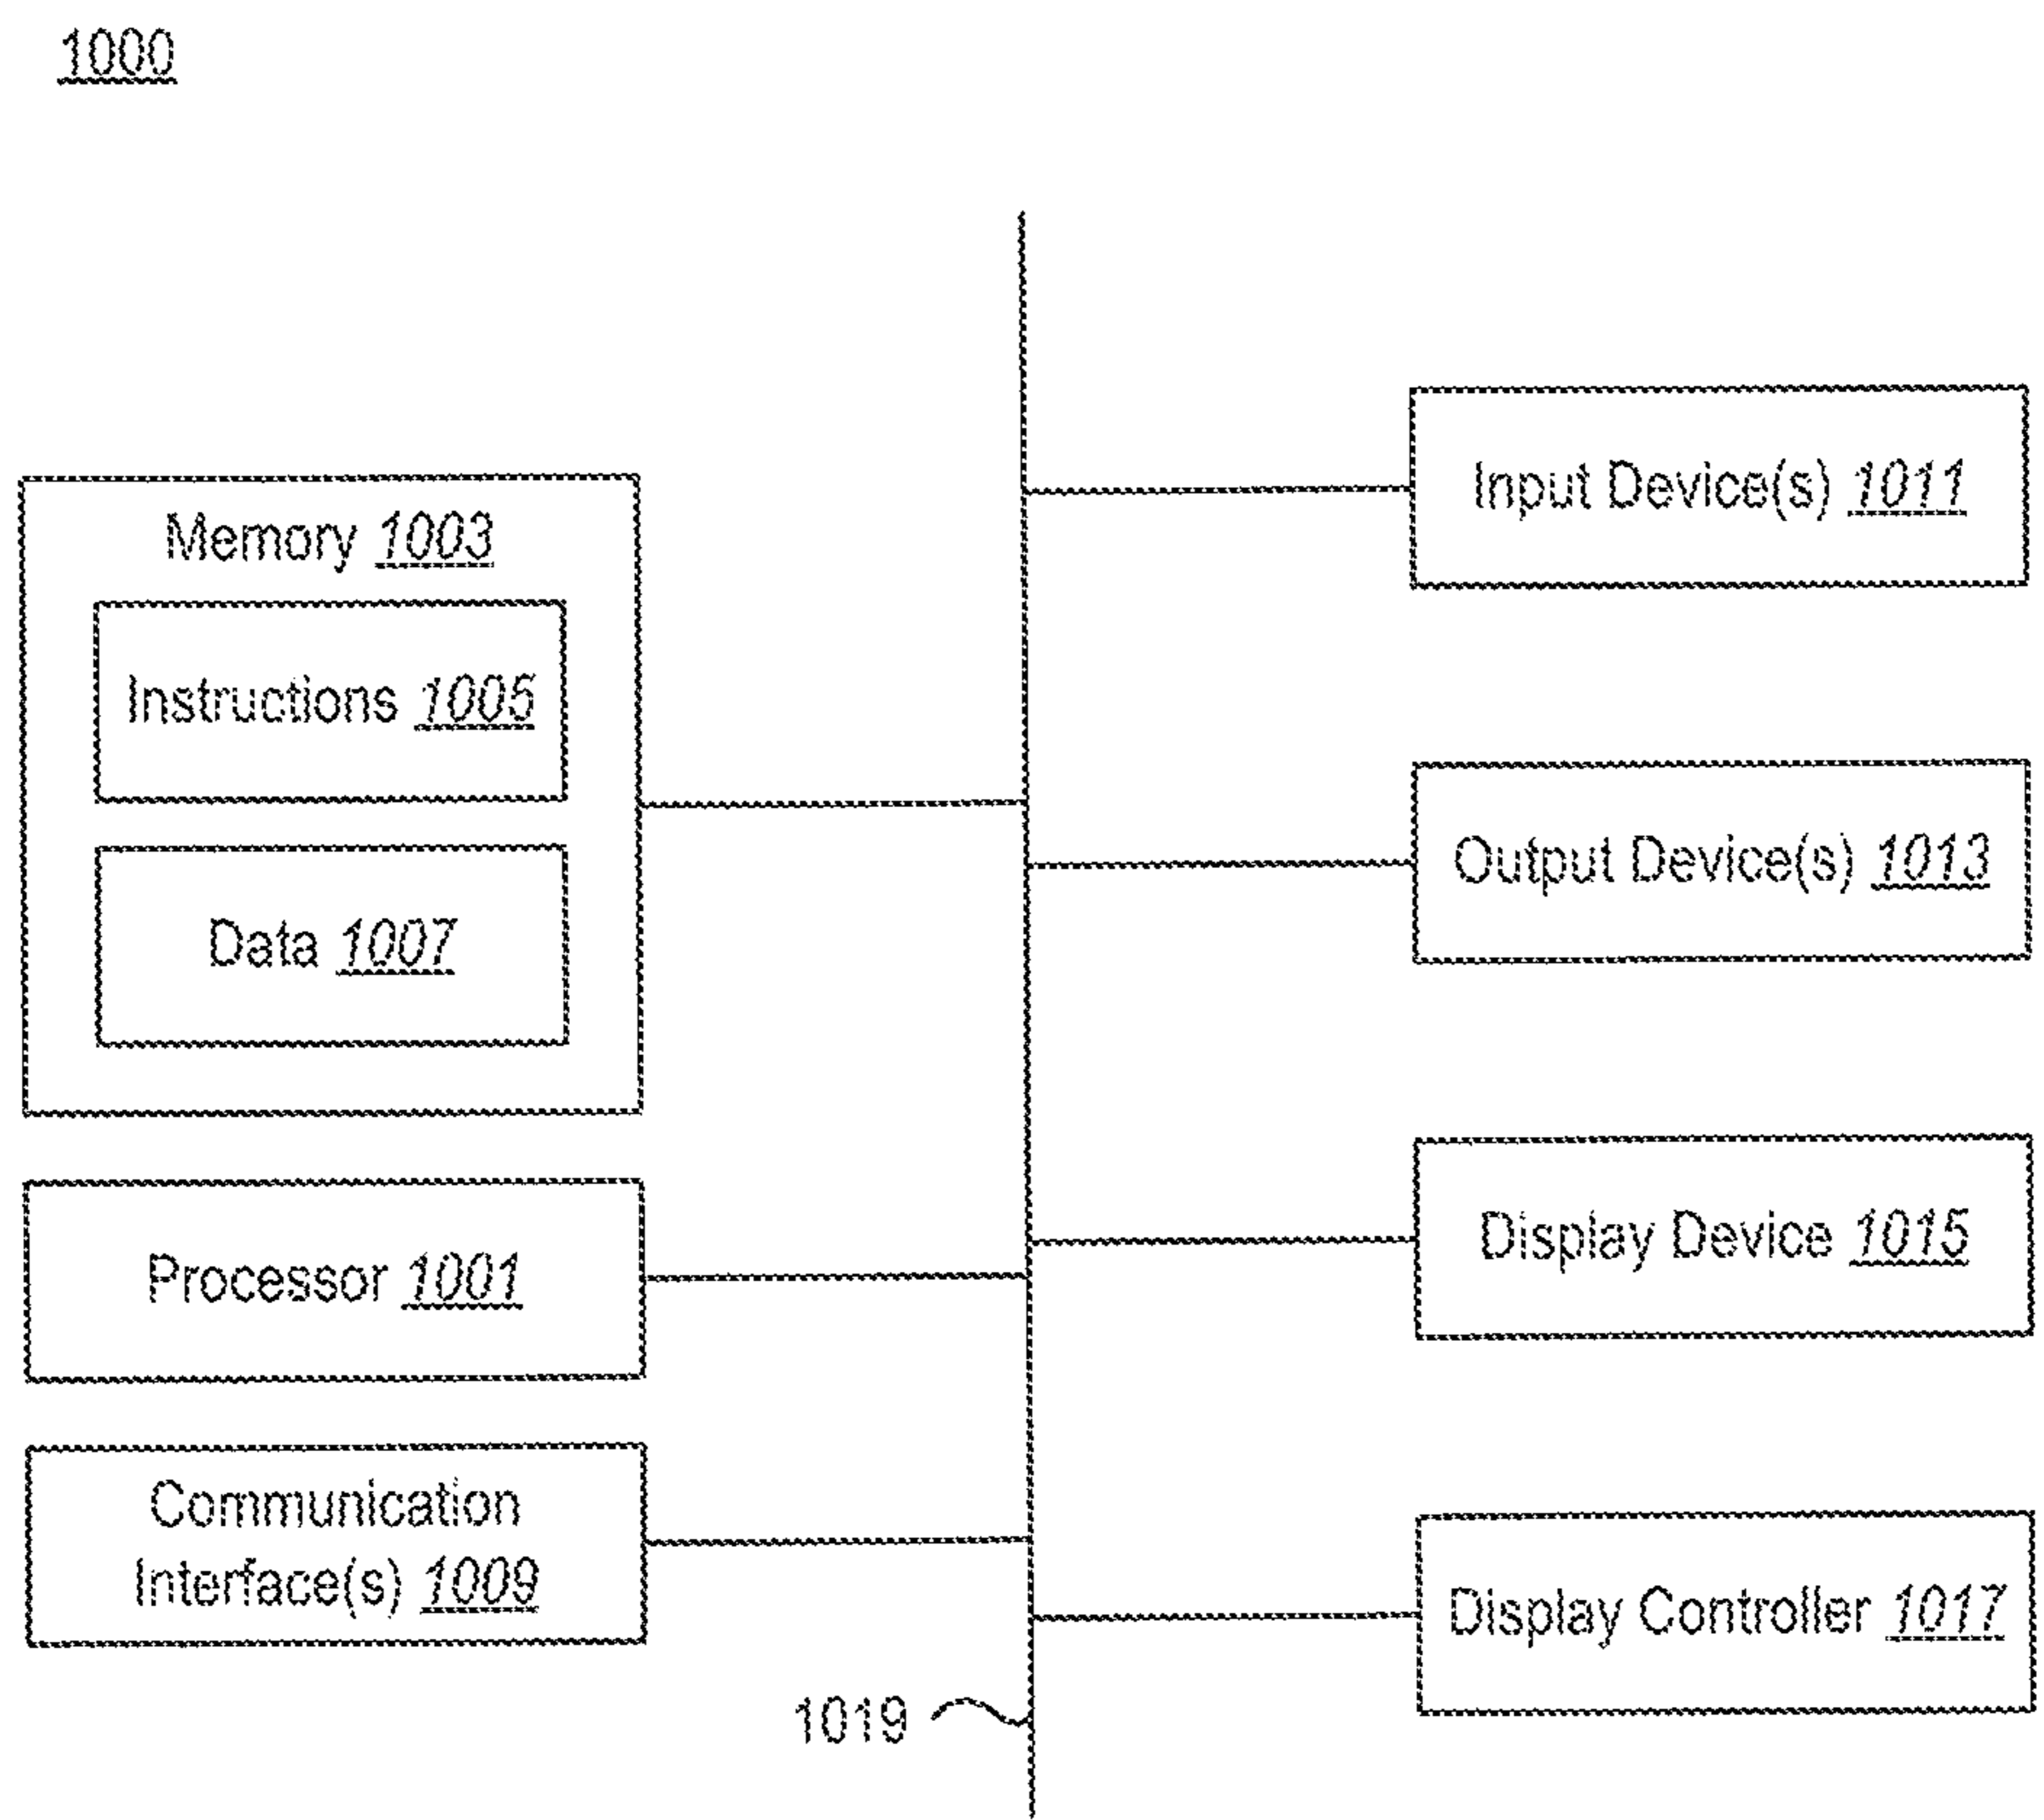 1000
Memory 1003
Instructions 1005
Data 1007
Processor 1001
Communication
Interface(s) 1009
Input Device(s) 1011
Output Device(s) 1013
Display Device 1015
Display Controller 1017
1019